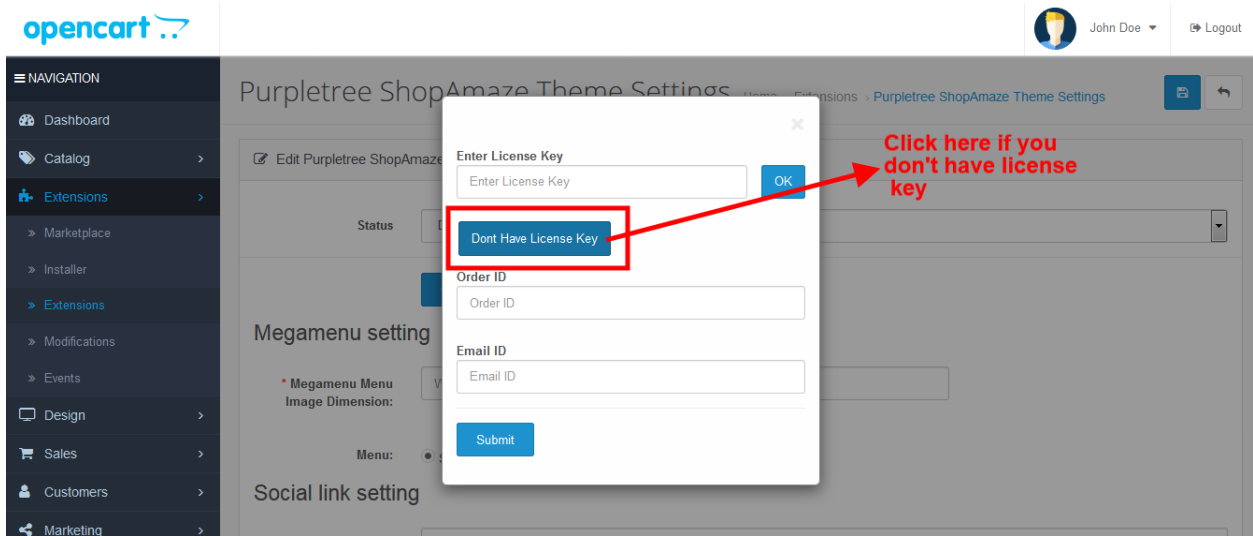 opencart
John Doe
Logout
NAVIGATION
Purpletree ShopAmaze Theme Settings
Extensions
Purpletree ShopAmaze Theme Settings
Dashboard
Catalog
Extensions
Marketplace
Installer
Extensions
Modifications
Events
Design
Sales
Customers
Marketing
Edit Purpletree ShopAmaze
Status
Megamenu setting
* Megamenu Menu
Image Dimension:
Menu:
Social link setting
×
Enter License Key
Enter License Key
OK
Dont Have License Key
Order ID
Order ID
Email ID
Email ID
Submit
Click here if you
don't have license
key